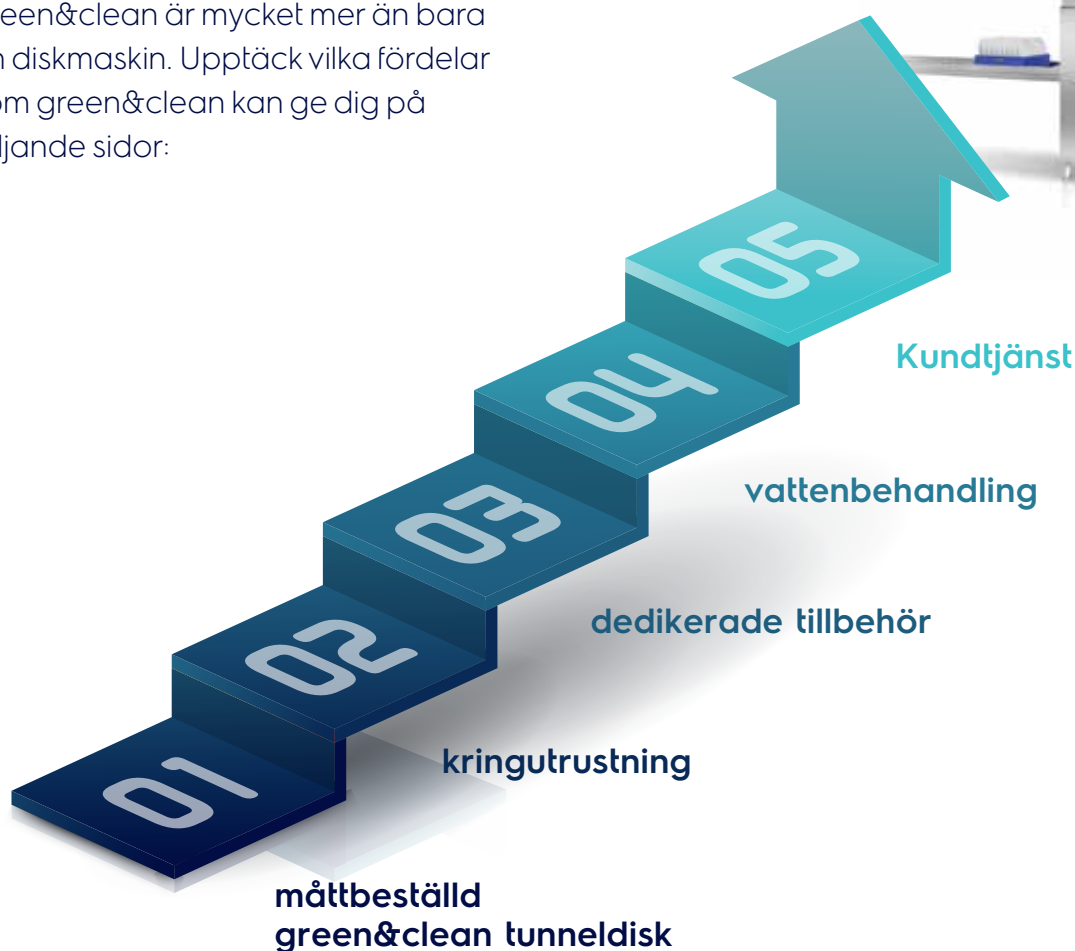 een&clean är mycket mer än bara
diskmaskin. Upptäck vilka fördelar
om green&clean kan ge dig på
ljande sidor:
05
Kundtjänst
04
vattenbehandling
03
dedikerade tillbehör
02
kringutrustning
01
måttbeställd
green&clean tunneldisk